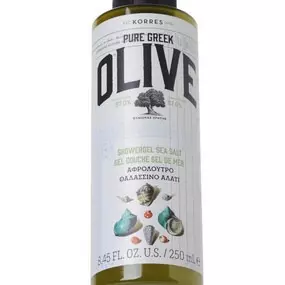 KORRES
PURE GREEK
OLIVE
SHOWERGEL SEA SALT
GEL DOUCHE SEL DE MER
ΑΦΡΟΛΟΥΤΡΟ
ΘΑΛΑΣΣΙΝΟ ΑΛΑΤΙ
8.45 FL. OZ. U.S. / 250 mL e